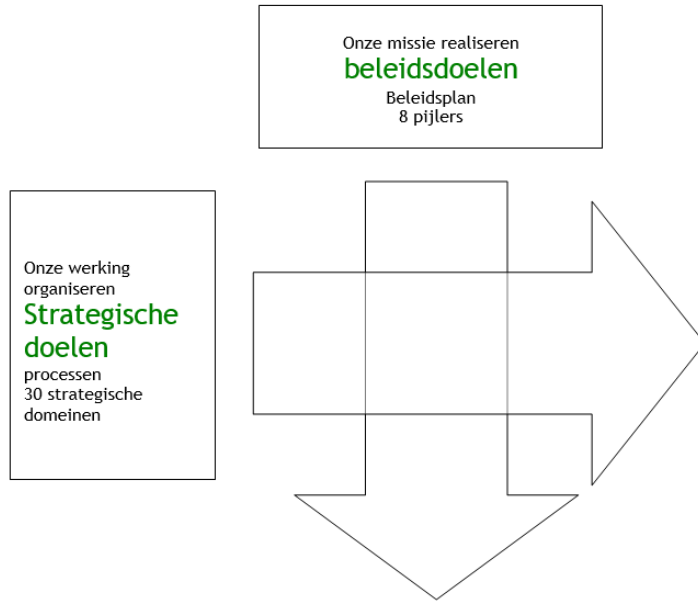 Onze missie realiseren
beleidsdoelen
Beleidsplan
8 pijlers
Onze werking
organiseren
Strategische
doelen
processen
30 strategische
domeinen